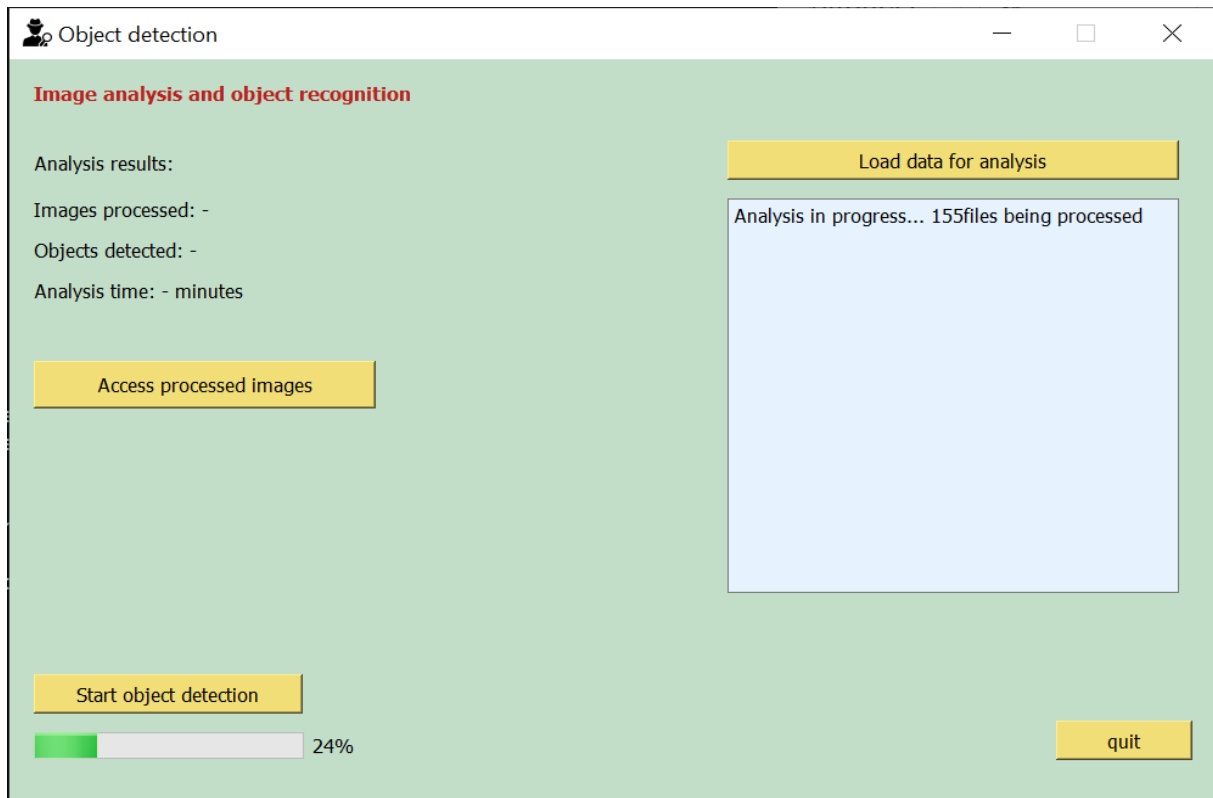 Object detection
Image analysis and object recognition
Analysis results:
Images processed: -
Objects detected: -
Analysis time: - minutes
Access processed images
Load data for analysis
Analysis in progress... 155files being processed
Start object detection
24%
quit